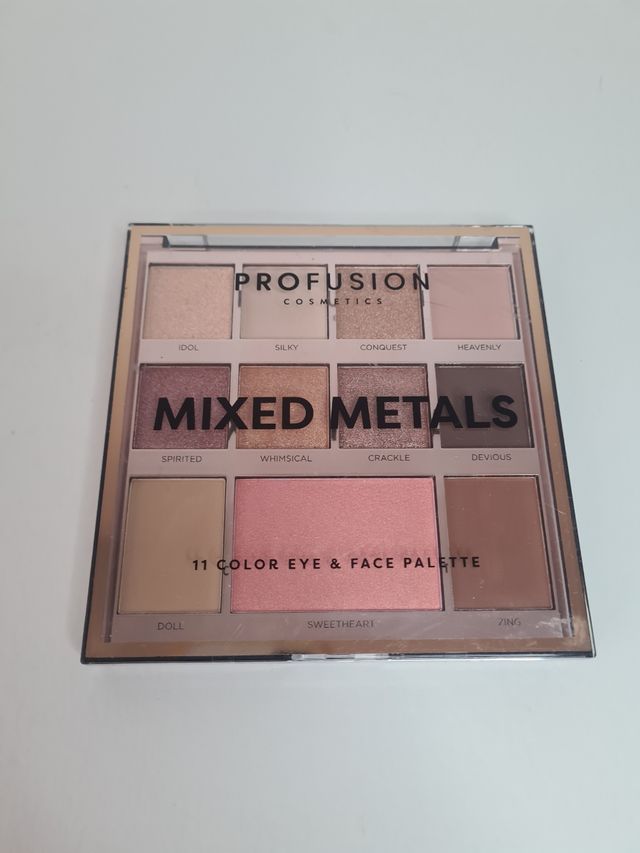 PROFUSION
COSMETICS
IDOL SILKY CONQUEST HEAVENLY
MIXED METALS
SPIRITED WHIMSICAL CRACKLE DEVIOUS
11 COLOR EYE & FACE PALETTE
DOLL SWEETHEART ZING